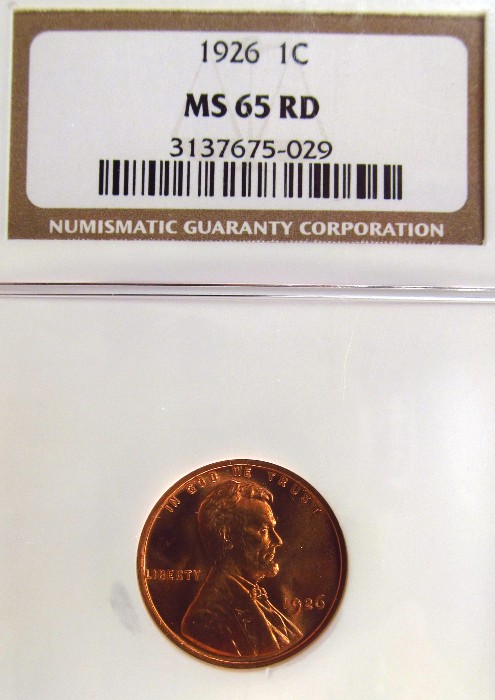 1926 1C
MS 65 RD
3137675-029
NUMISMATIC GUARANTY CORPORATION
IN GOD WE TRUST
LIBERTY
1926